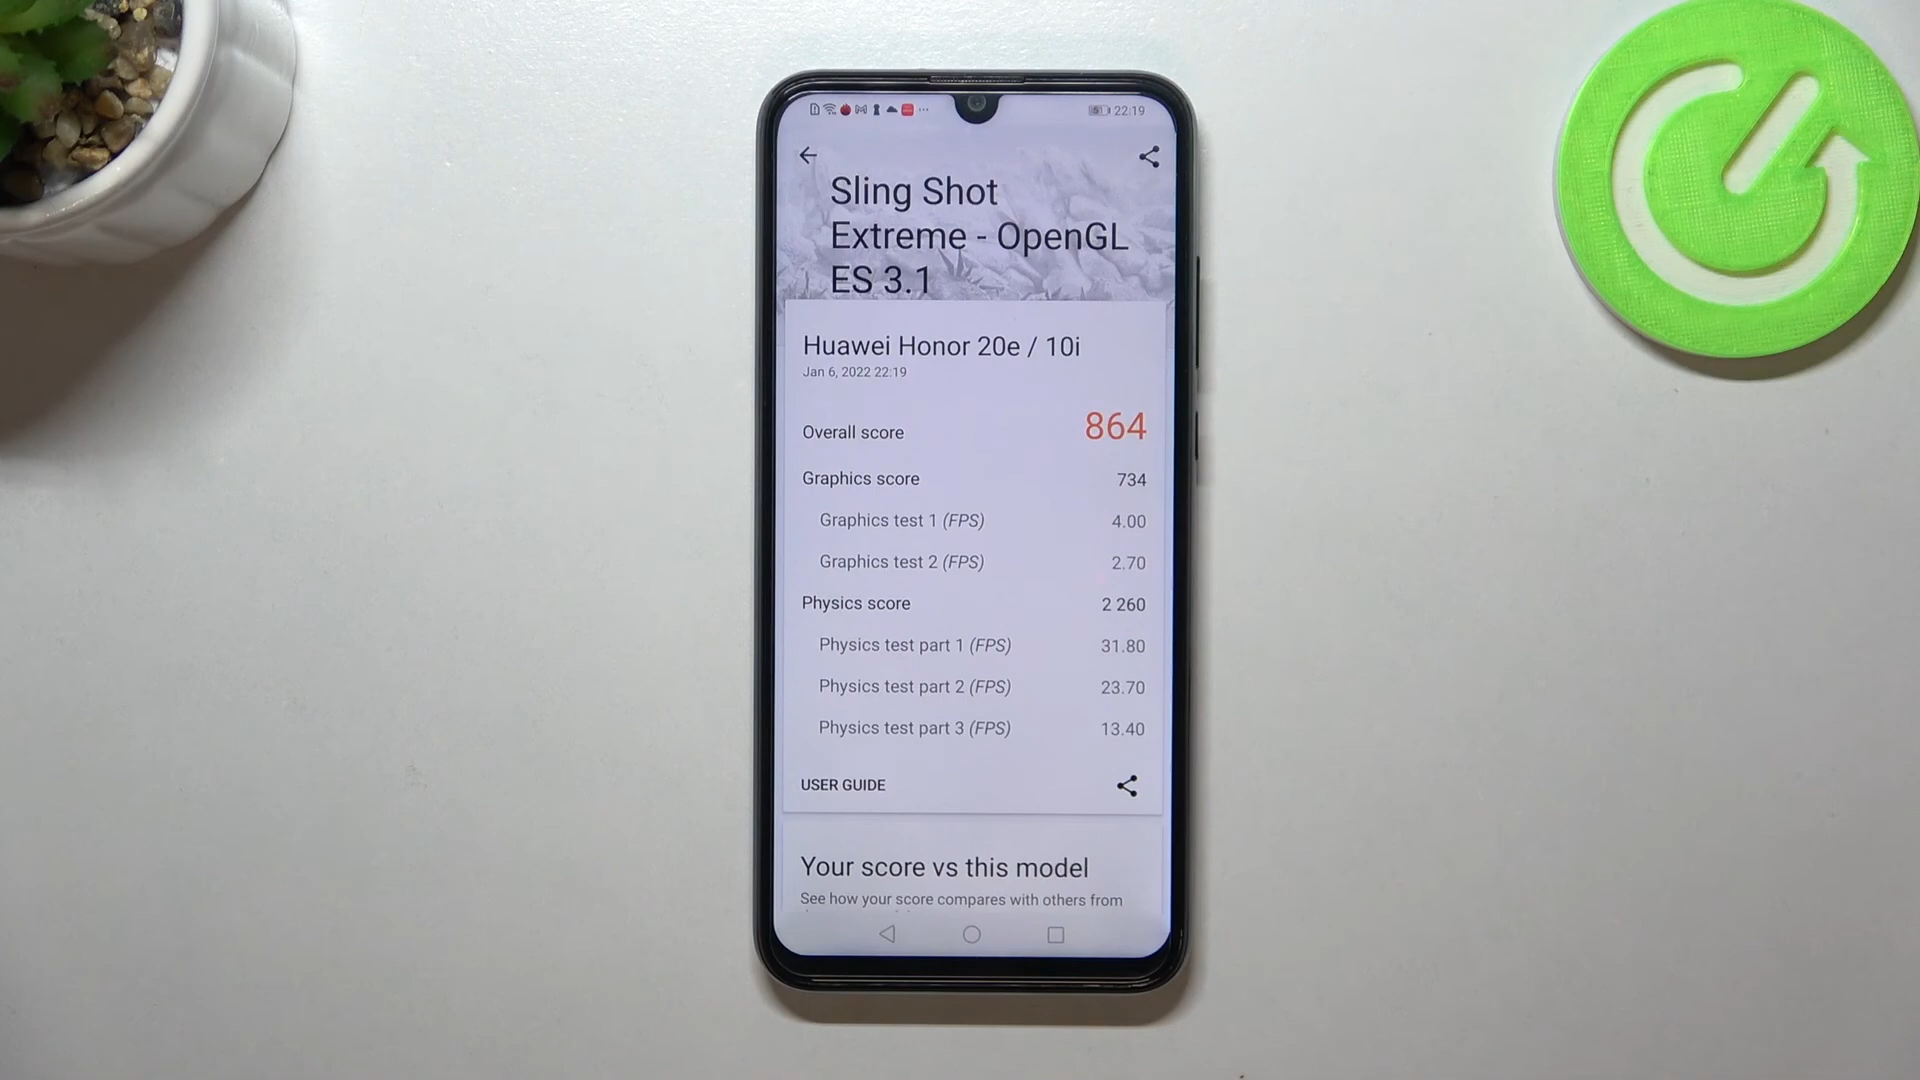 22:19
Sling Shot
Extreme - OpenGL
ES 3.1
Huawei Honor 20e / 10i
Jan 6, 2022 22:19
Overall score 864
Graphics score 734
Graphics test 1 (FPS) 4.00
Graphics test 2 (FPS) 2.70
Physics score 2 260
Physics test part 1 (FPS) 31.80
Physics test part 2 (FPS) 23.70
Physics test part 3 (FPS) 13.40
USER GUIDE
Your score vs this model
See how your score compares with others from